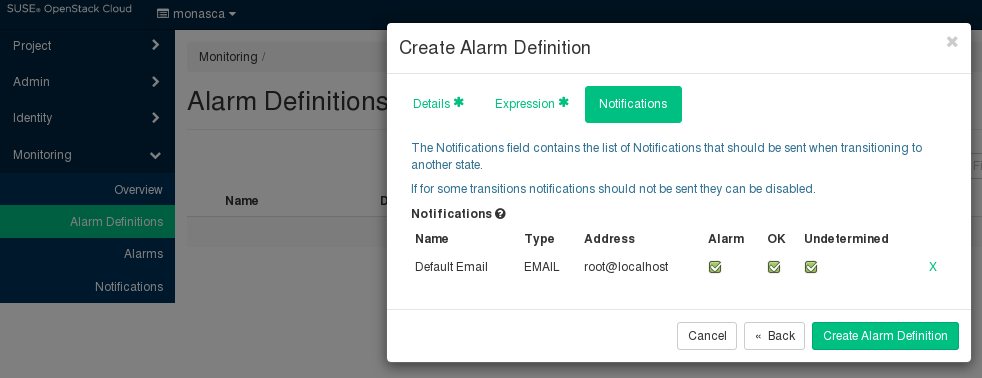 SUSE® OpenStack Cloud
monasca
Project
Admin
Identity
Monitoring
Overview
Alarm Definitions
Alarms
Notifications
Monitoring /
Alarm Definitions
Name
D
Fi
Create Alarm Definition
×
Details *
Expression *
Notifications
The Notifications field contains the list of Notifications that should be sent when transitioning to
another state.
If for some transitions notifications should not be sent they can be disabled.
Notifications ?
Name Type Address Alarm OK Undetermined
Default Email EMAIL root@localhost X
Cancel « Back Create Alarm Definition